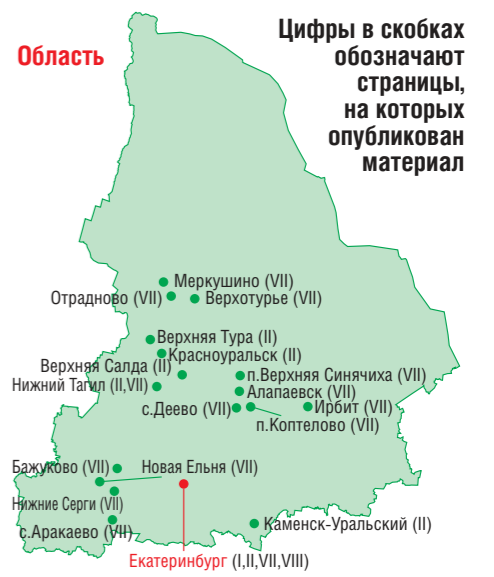 Цифры в скобках
обозначают
страницы,
на которых
опубликован
материал
Область
Меркушино (VII)
Отрадново (VII)
Верхотурье (VII)
Верхняя Тура (II)
Красноуральск (II)
Верхняя Салда (II)
Нижний Тагил (II,VII)
п.Верхняя Синячиха (VII)
Алапаевск (VII)
с.Деево (VII)
Ирбит (VII)
п.Коптелово (VII)
Бажуково (VII)
Новая Ельня (VII)
Нижние Серги (VII)
с.Аракаево (VII)
Каменск-Уральский (II)
Екатеринбург (I,II,VII,VIII)